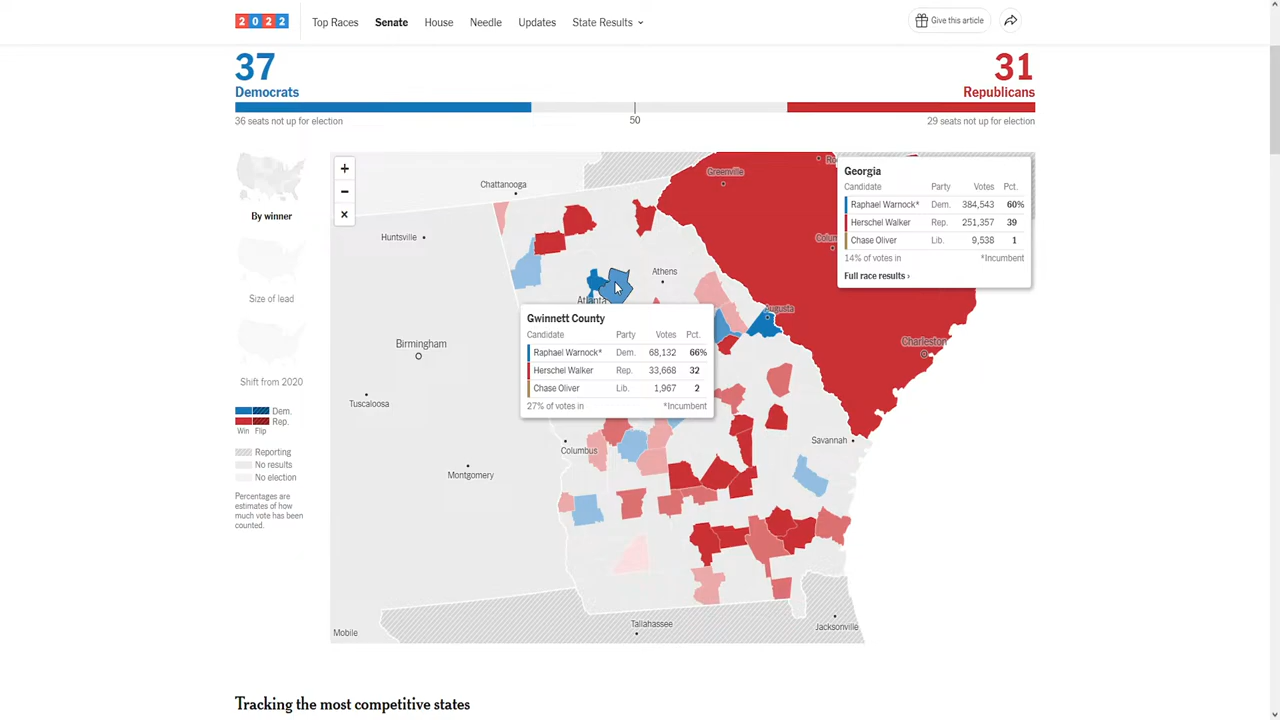 2022 Top Races Senate House Needle Updates State Results Give this article
37 31
Democrats Republicans
36 seats not up for election 50 29 seats not up for election
By winner
Size of lead
Shift from 2020
Dem.
Rep.
Win Flip
Reporting
No results
No election
Percentages are
estimates of how
much vote has been
counted.
+
−
×
Chattanooga
Greenville
Huntsville
Athens
Atlanta
Augusta
Birmingham
Charleston
Tuscaloosa
Columbus
Savannah
Montgomery
Tallahassee
Jacksonville
Mobile
Georgia
Candidate Party Votes Pct.
Raphael Warnock* Dem. 384,543 60%
Herschel Walker Rep. 251,357 39
Chase Oliver Lib. 9,538 1
14% of votes in *Incumbent
Full race results ›
Gwinnett County
Candidate Party Votes Pct.
Raphael Warnock* Dem. 68,132 66%
Herschel Walker Rep. 33,668 32
Chase Oliver Lib. 1,967 2
27% of votes in *Incumbent
Tracking the most competitive states